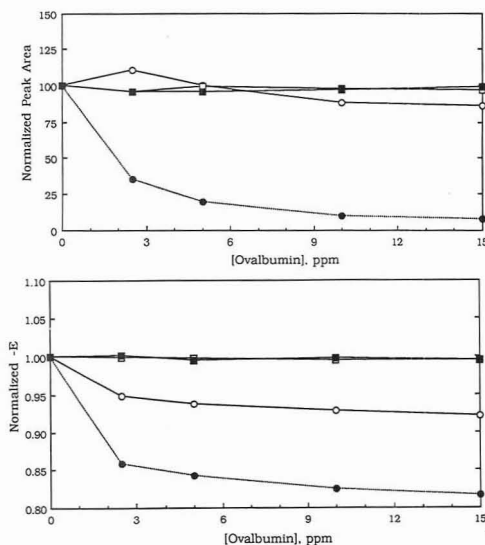 150
125
100
75
50
25
0
Normalized Peak Area
0 3 6 9 12 15
[Ovalbumin], ppm
1.10
1.05
1.00
0.95
0.90
0.85
0.80
Normalized -E
0 3 6 9 12 15
[Ovalbumin], ppm